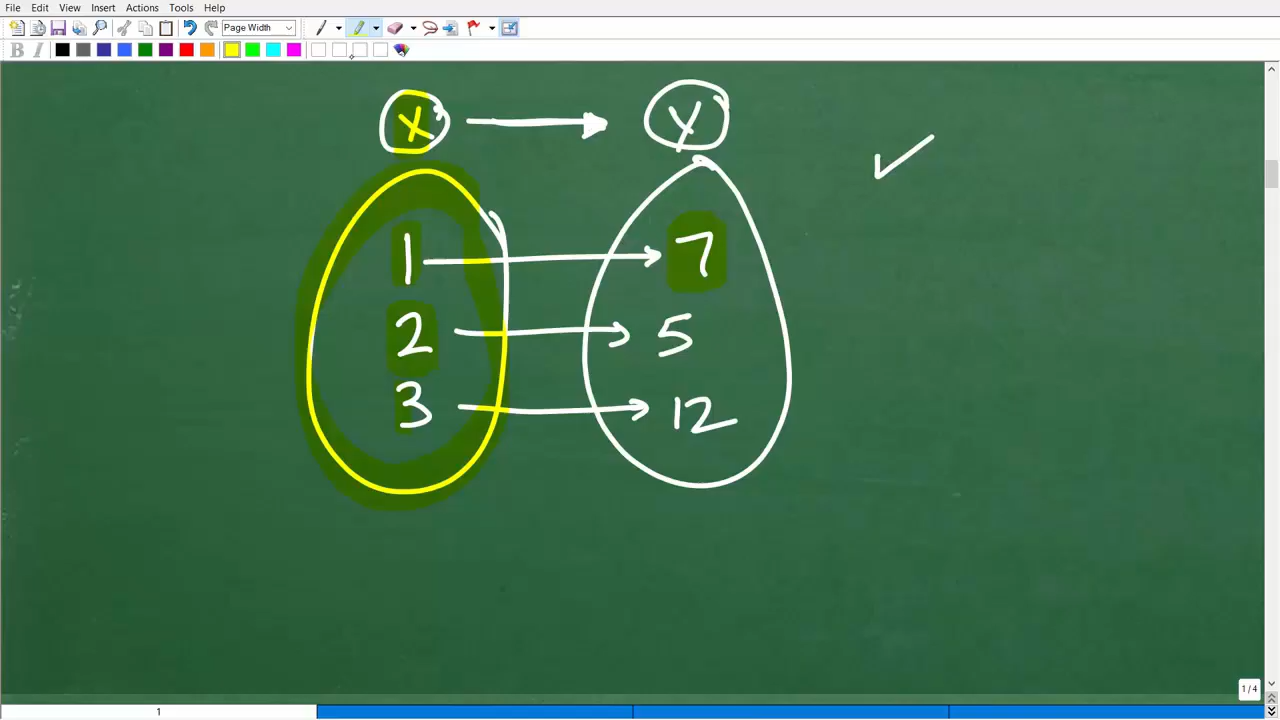 File Edit View Insert Actions Tools Help
Page Width
B I
x → y
1 → 7
2 → 5
3 → 12
1 / 4
1